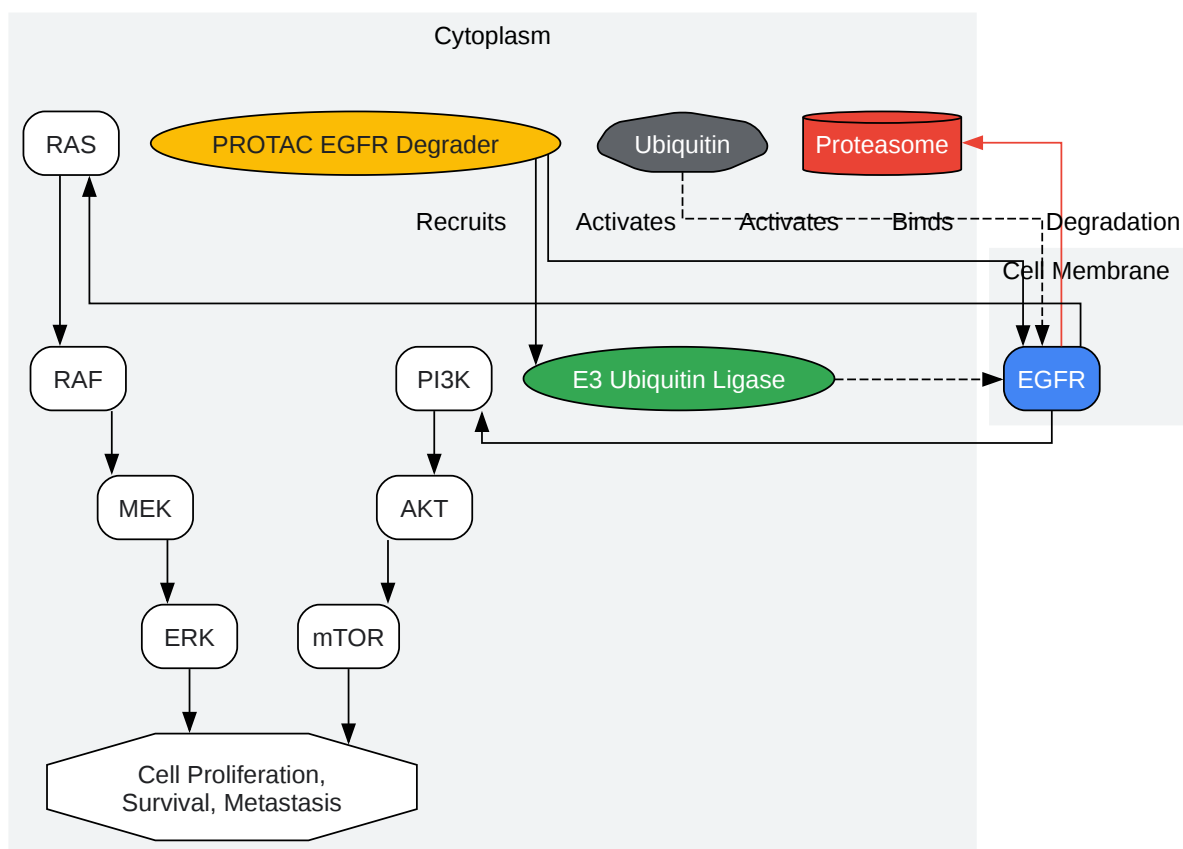 Cytoplasm
RAS
PROTAC EGFR Degrader
Ubiquitin
Proteasome
Recruits
Activates
Activates
Binds
Degradation
Cell Membrane
RAF
PI3K
E3 Ubiquitin Ligase
EGFR
MEK
AKT
ERK
mTOR
Cell Proliferation,
Survival, Metastasis